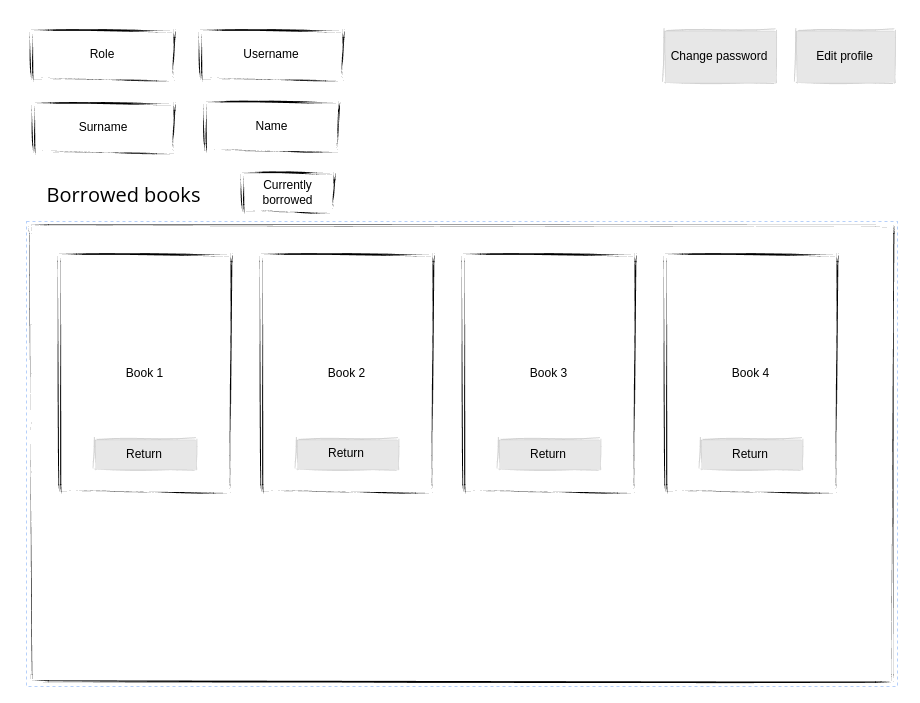 Role
Username
Change password
Edit profile
Surname
Name
Borrowed books
Currently
borrowed
Book 1
Book 2
Book 3
Book 4
Return
Return
Return
Return